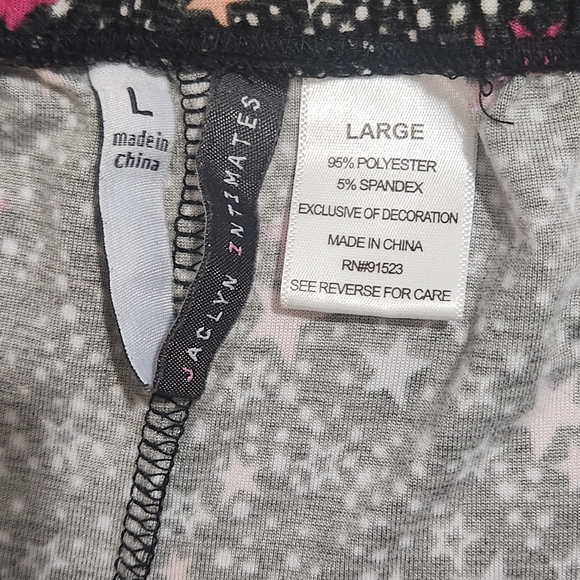 L
made in
China
JACLYN INTIMATES
LARGE
95% POLYESTER
5% SPANDEX
EXCLUSIVE OF DECORATION
MADE IN CHINA
RN#91523
SEE REVERSE FOR CARE